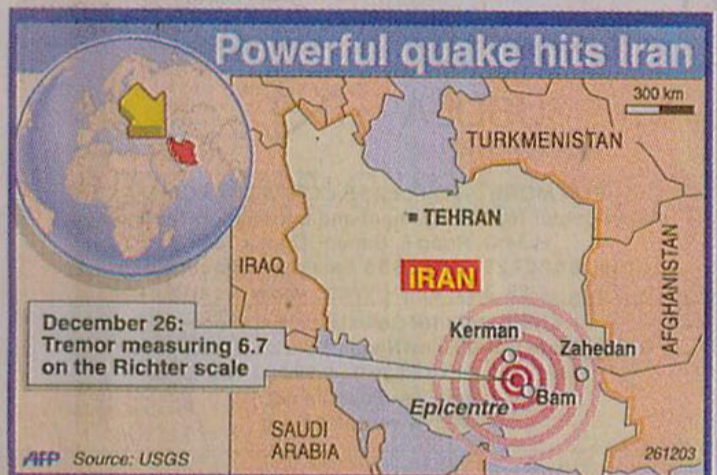 Powerful quake hits Iran
300 km
TURKMENISTAN
TEHRAN
IRAQ
IRAN
AFGHANISTAN
December 26:
Tremor measuring 6.7
on the Richter scale
Kerman
Zahedan
Bam
Epicentre
SAUDI
ARABIA
AFP Source: USGS
261203